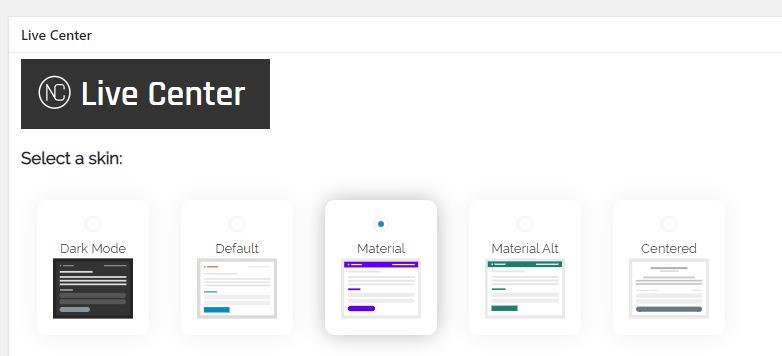 Live Center
NC Live Center
Select a skin:
Dark Mode
Default
Material
Material Alt
Centered